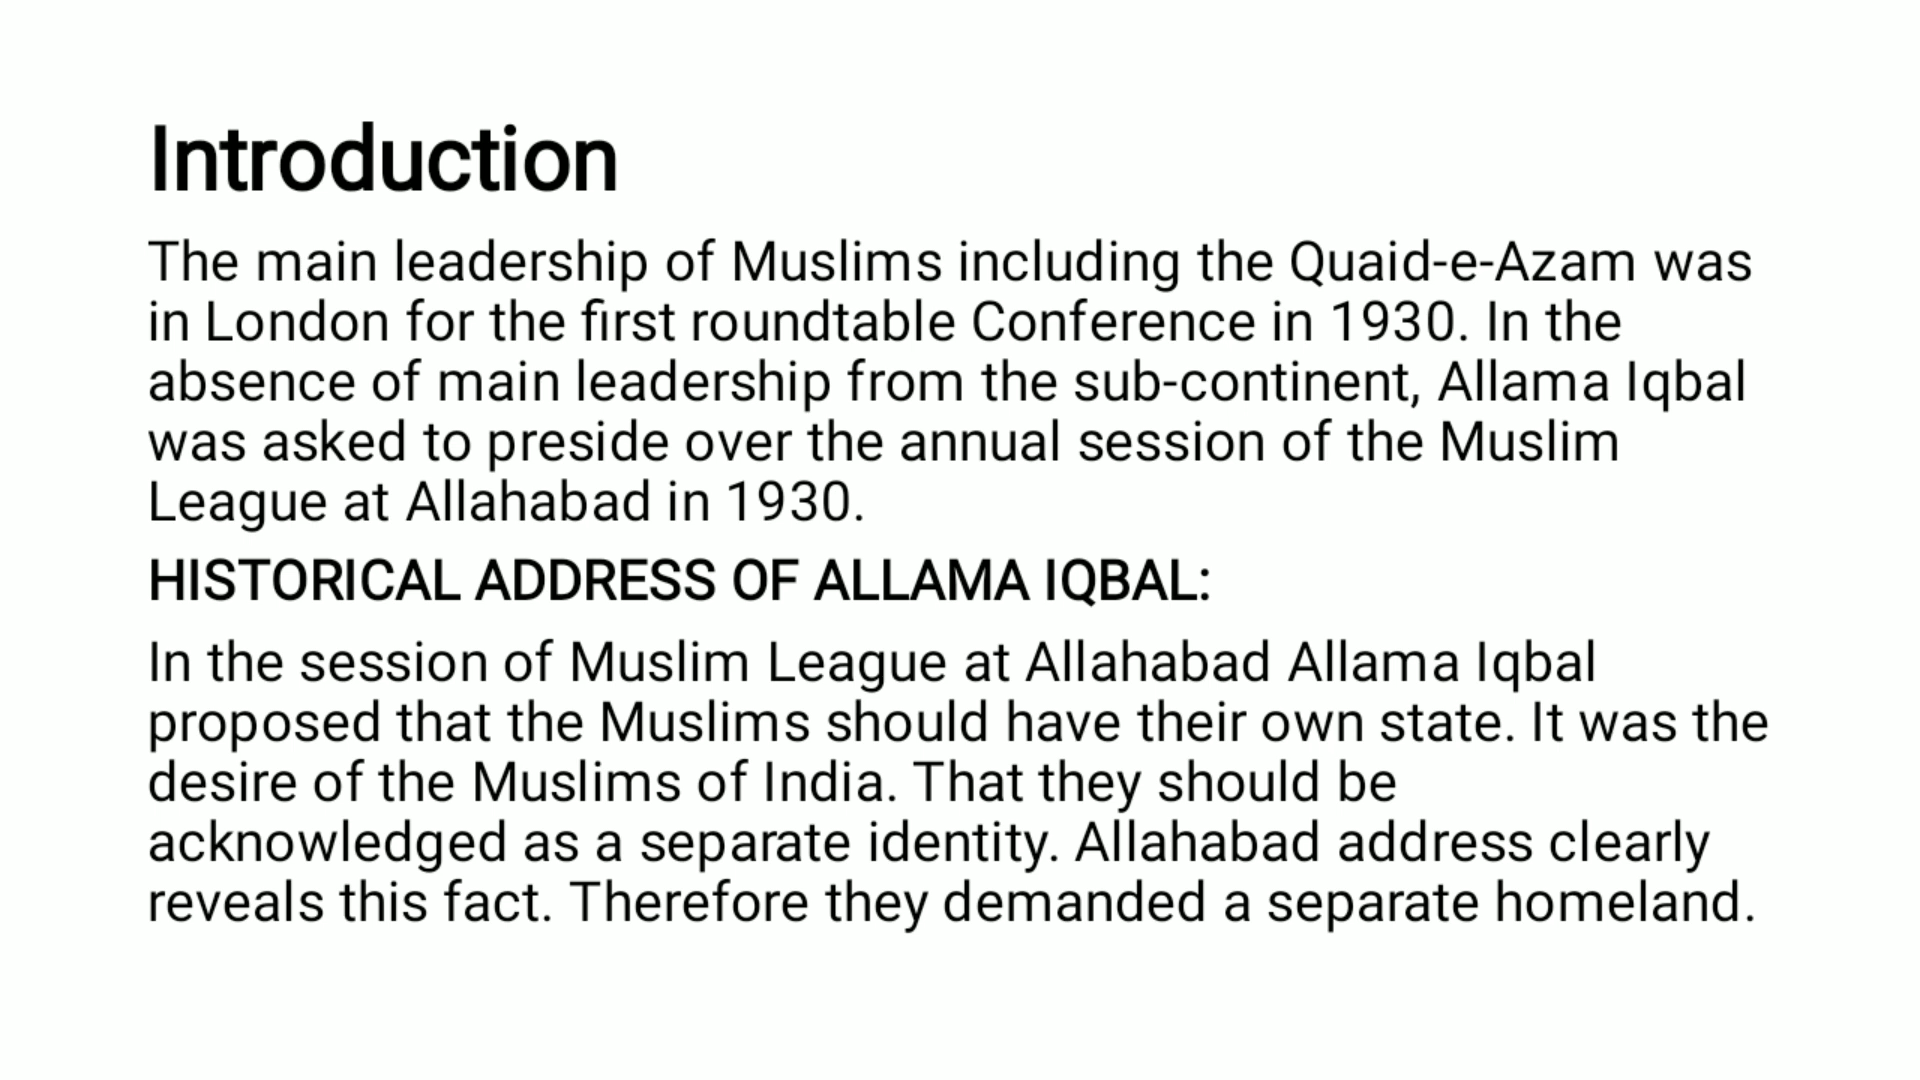 Introduction
The main leadership of Muslims including the Quaid-e-Azam was
in London for the first roundtable Conference in 1930. In the
absence of main leadership from the sub-continent, Allama Iqbal
was asked to preside over the annual session of the Muslim
League at Allahabad in 1930.
HISTORICAL ADDRESS OF ALLAMA IQBAL:
In the session of Muslim League at Allahabad Allama Iqbal
proposed that the Muslims should have their own state. It was the
desire of the Muslims of India. That they should be
acknowledged as a separate identity. Allahabad address clearly
reveals this fact. Therefore they demanded a separate homeland.